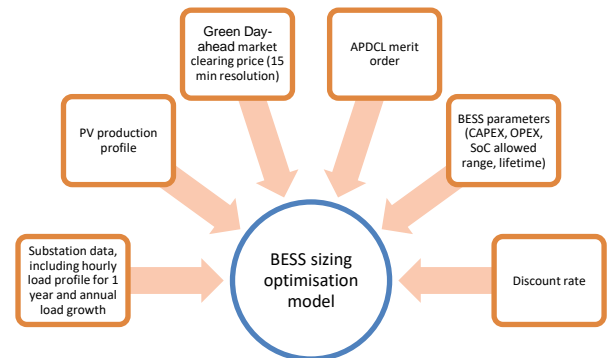 Green Day-
ahead market
clearing price (15
min resolution)
APDCL merit
order
PV production
profile
BESS parameters
(CAPEX, OPEX,
SoC allowed
range, lifetime)
Substation data,
including hourly
load profile for 1
year and annual
load growth
BESS sizing
optimisation
model
Discount rate